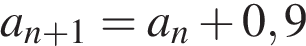 a_{n+1} = a_n + 0,9